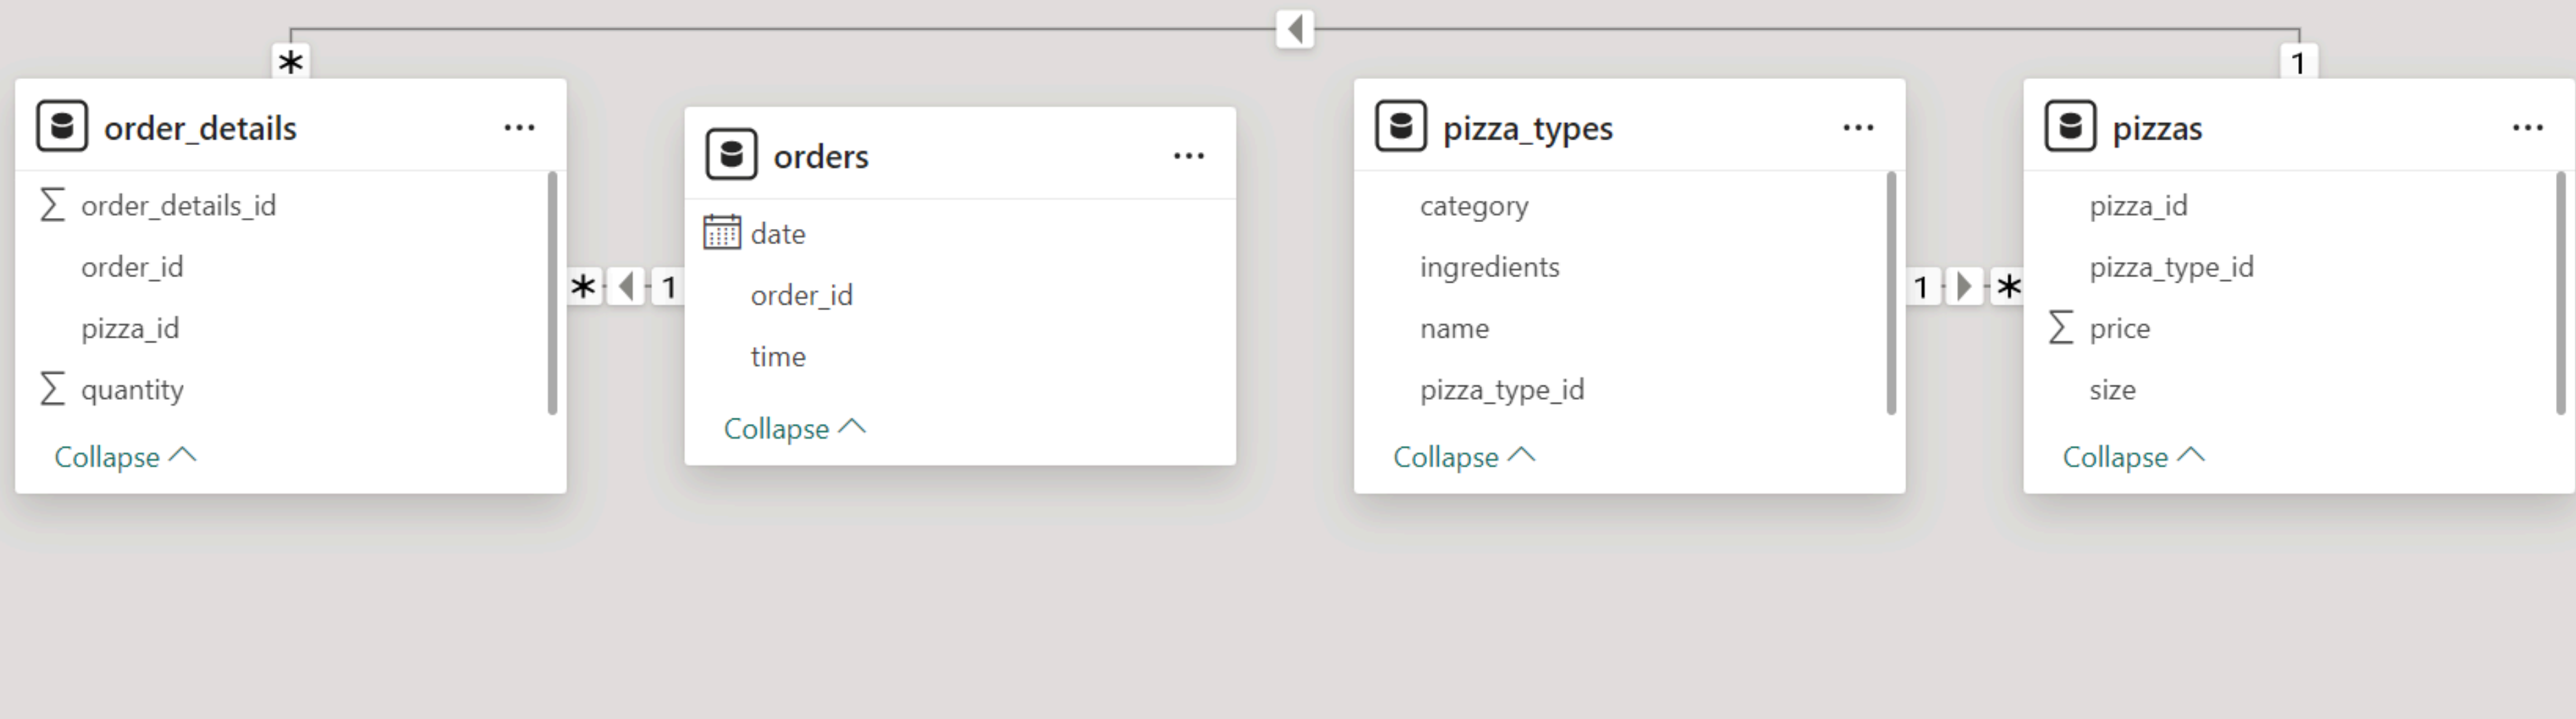 *
1
order_details
...
order_details_id
order_id
pizza_id
quantity
Collapse
*
1
orders
...
date
order_id
time
Collapse
pizza_types
...
category
ingredients
name
pizza_type_id
Collapse
1
*
pizzas
...
pizza_id
pizza_type_id
price
size
Collapse